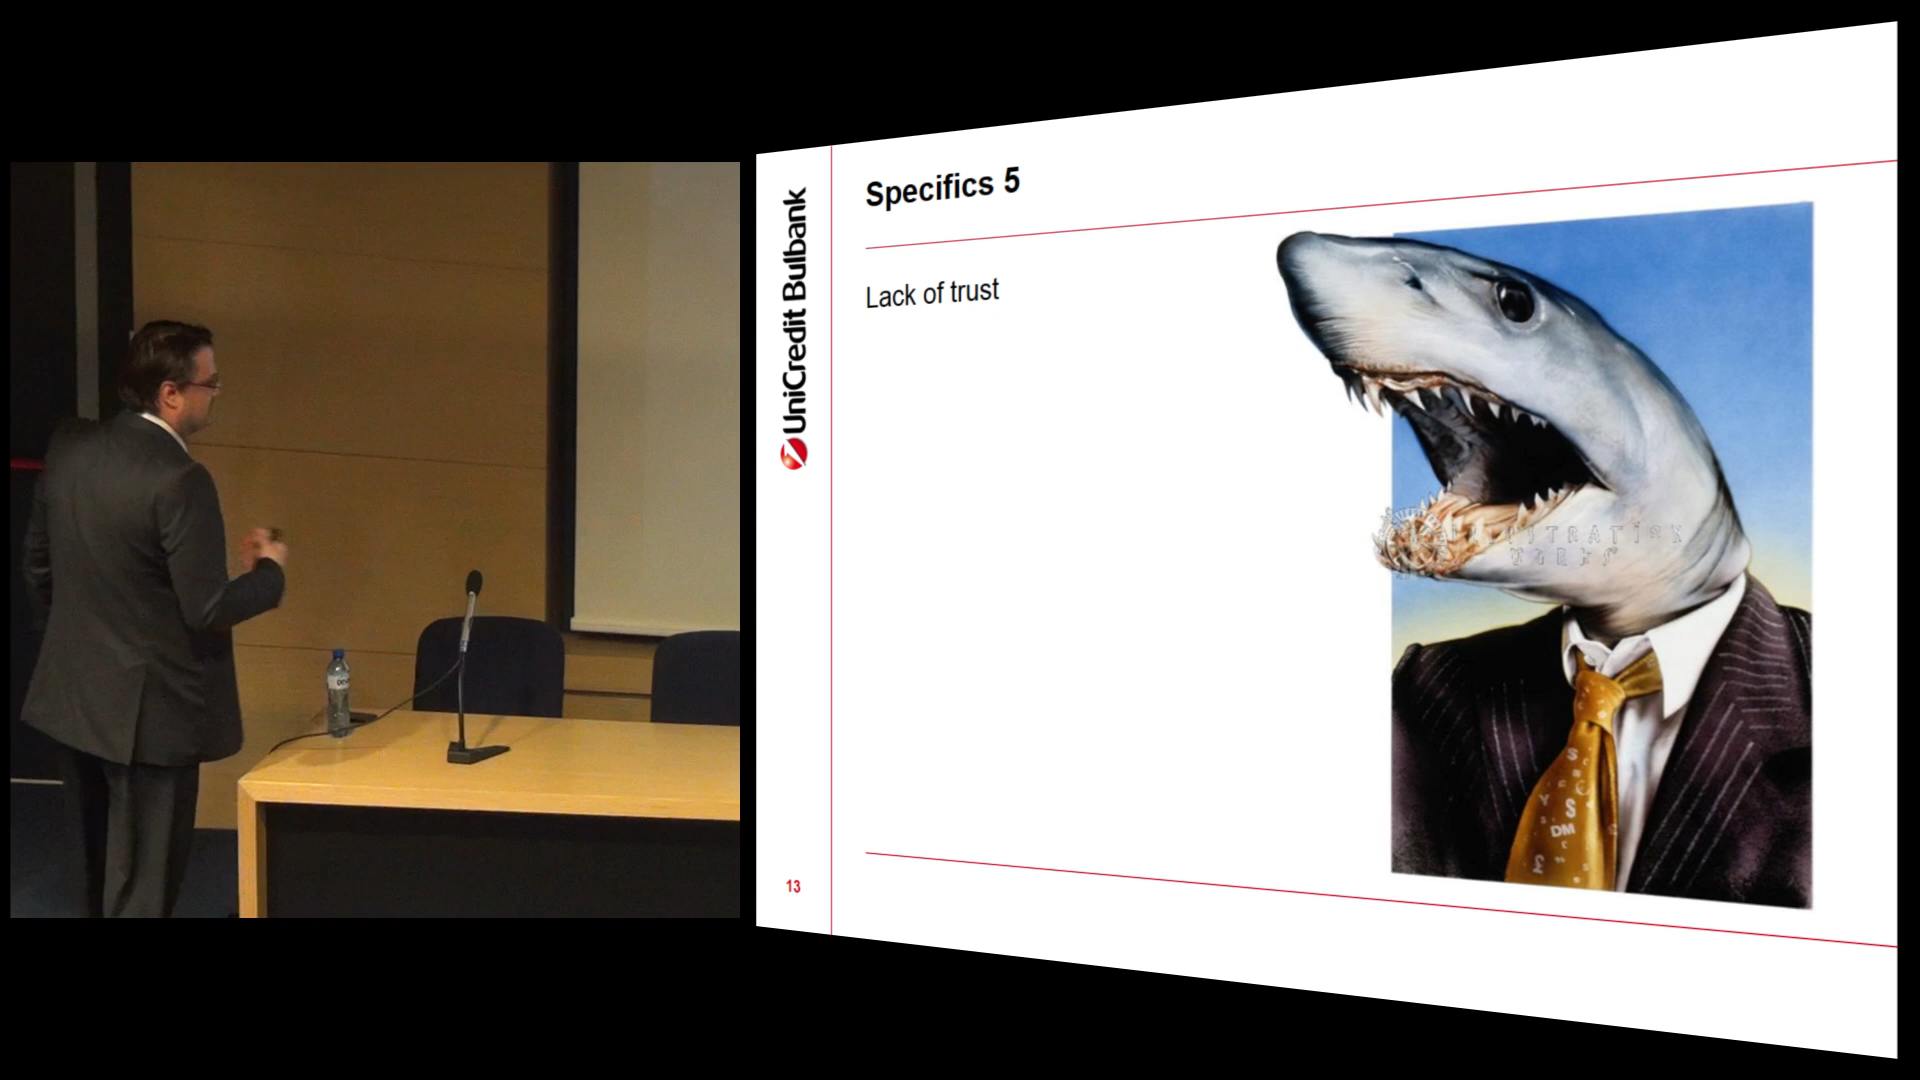 Specifics 5
UniCredit Bulbank
Lack of trust
S
Y
S
DM
13